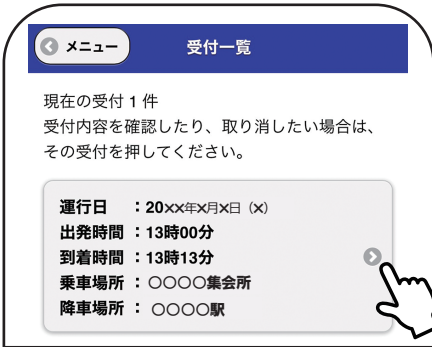 メニュー
受付一覧
現在の受付 1 件
受付内容を確認したり、取り消したい場合は、
その受付を押してください。
運行日 ：20××年×月×日（×）
出発時間 ：13時00分
到着時間 ：13時13分
乗車場所 ：〇〇〇〇集会所
降車場所 ：〇〇〇〇駅